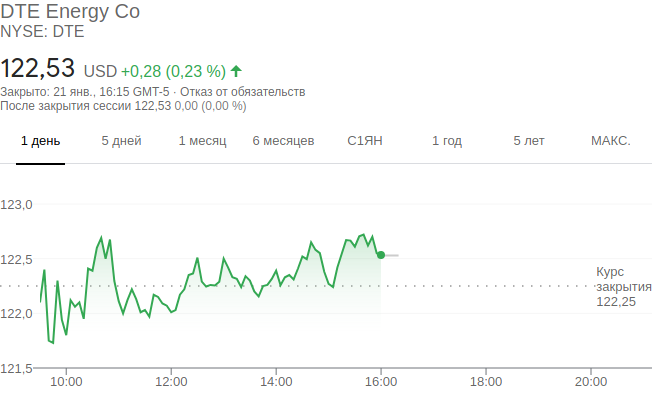 DTE Energy Co
NYSE: DTE
122,53 USD +0,28 (0,23 %)
Закрыто: 21 янв., 16:15 GMT-5 · Отказ от обязательств
После закрытия сессии 122,53 0,00 (0,00 %)
1 день 5 дней 1 месяц 6 месяцев С1ЯН 1 год 5 лет МАКС.
123,0
122,5
Курс
закрытия
122,25
122,0
121,5
10:00 12:00 14:00 16:00 18:00 20:00